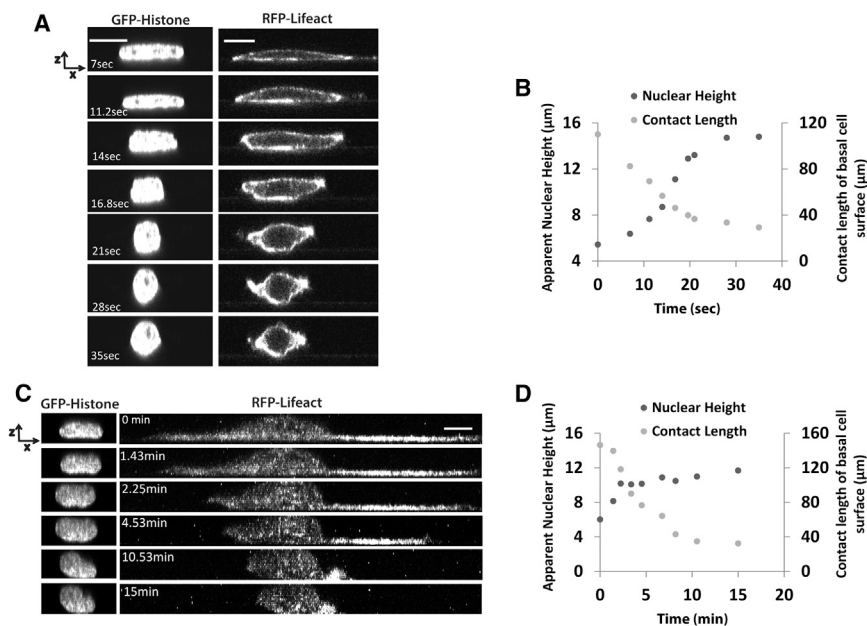 A
GFP-Histone
RFP-Lifeact
z
x
7sec
11.2sec
14sec
16.8sec
21sec
28sec
35sec
B
Nuclear Height
Contact Length
Apparent Nuclear Height (µm)
16
12
8
4
120
80
40
0
Contact length of basal cell
surface (µm)
0 10 20 30 40
Time (sec)
C
GFP-Histone
RFP-Lifeact
z
x
0 min
1.43min
2.25min
4.53min
10.53min
15min
D
Nuclear Height
Contact Length
Apparent Nuclear Height (µm)
16
12
8
4
0
160
120
80
40
0
Contact length of basal cell
surface (µm)
0 5 10 15 20
Time (min)